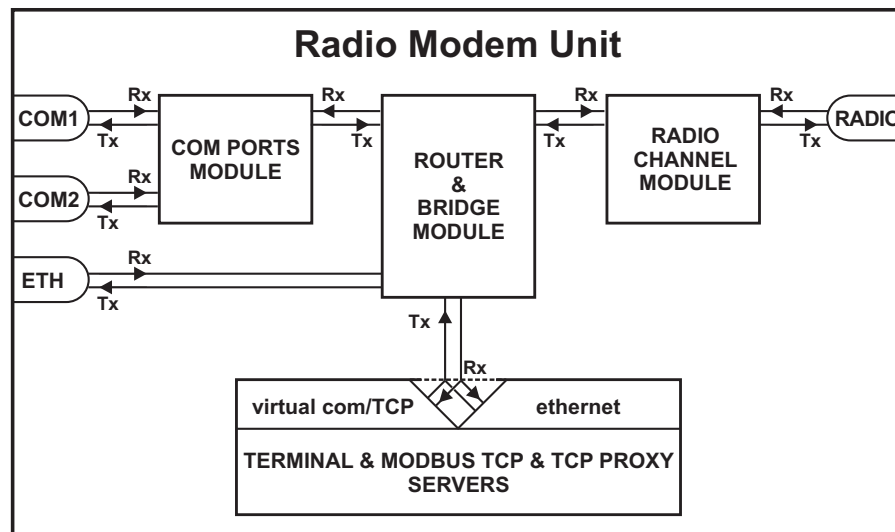 Radio Modem Unit
COM1
Rx
Tx
COM PORTS
MODULE
Rx
Tx
ROUTER
&
BRIDGE
MODULE
Rx
Tx
RADIO
CHANNEL
MODULE
Rx
Tx
RADIO
COM2
Rx
Tx
ETH
Rx
Tx
Tx
Rx
virtual com/TCP
ethernet
TERMINAL & MODBUS TCP & TCP PROXY
SERVERS